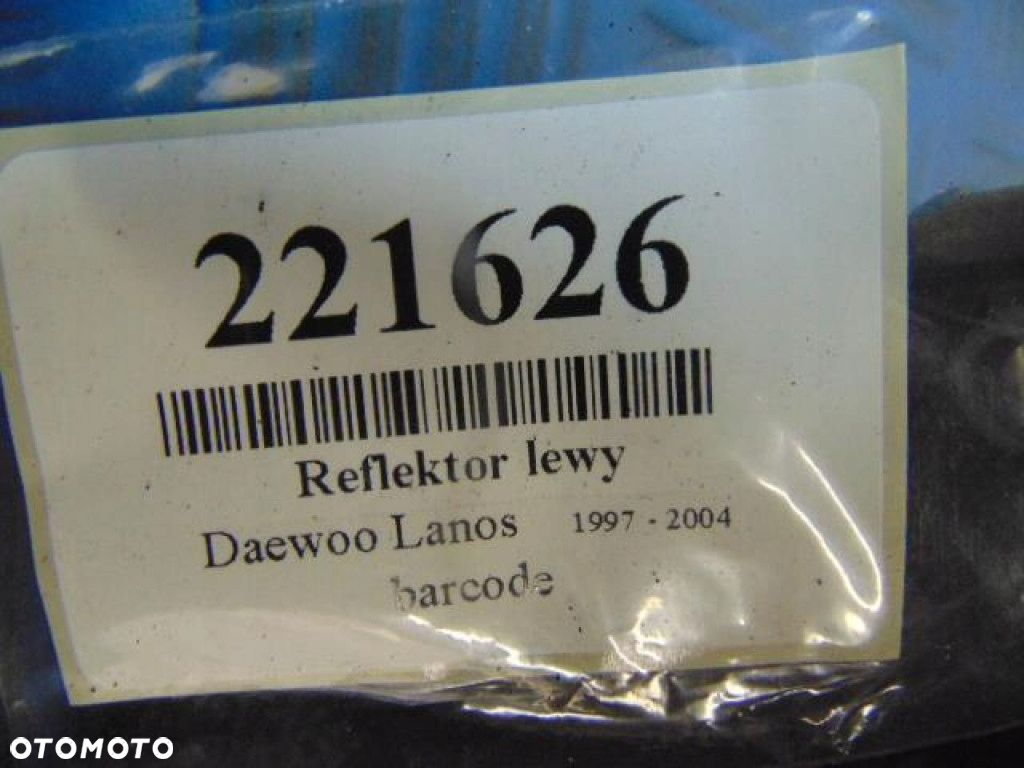 221626
Reflektor lewy
Daewoo Lanos 1997 - 2004
barcode
OTOMOTO